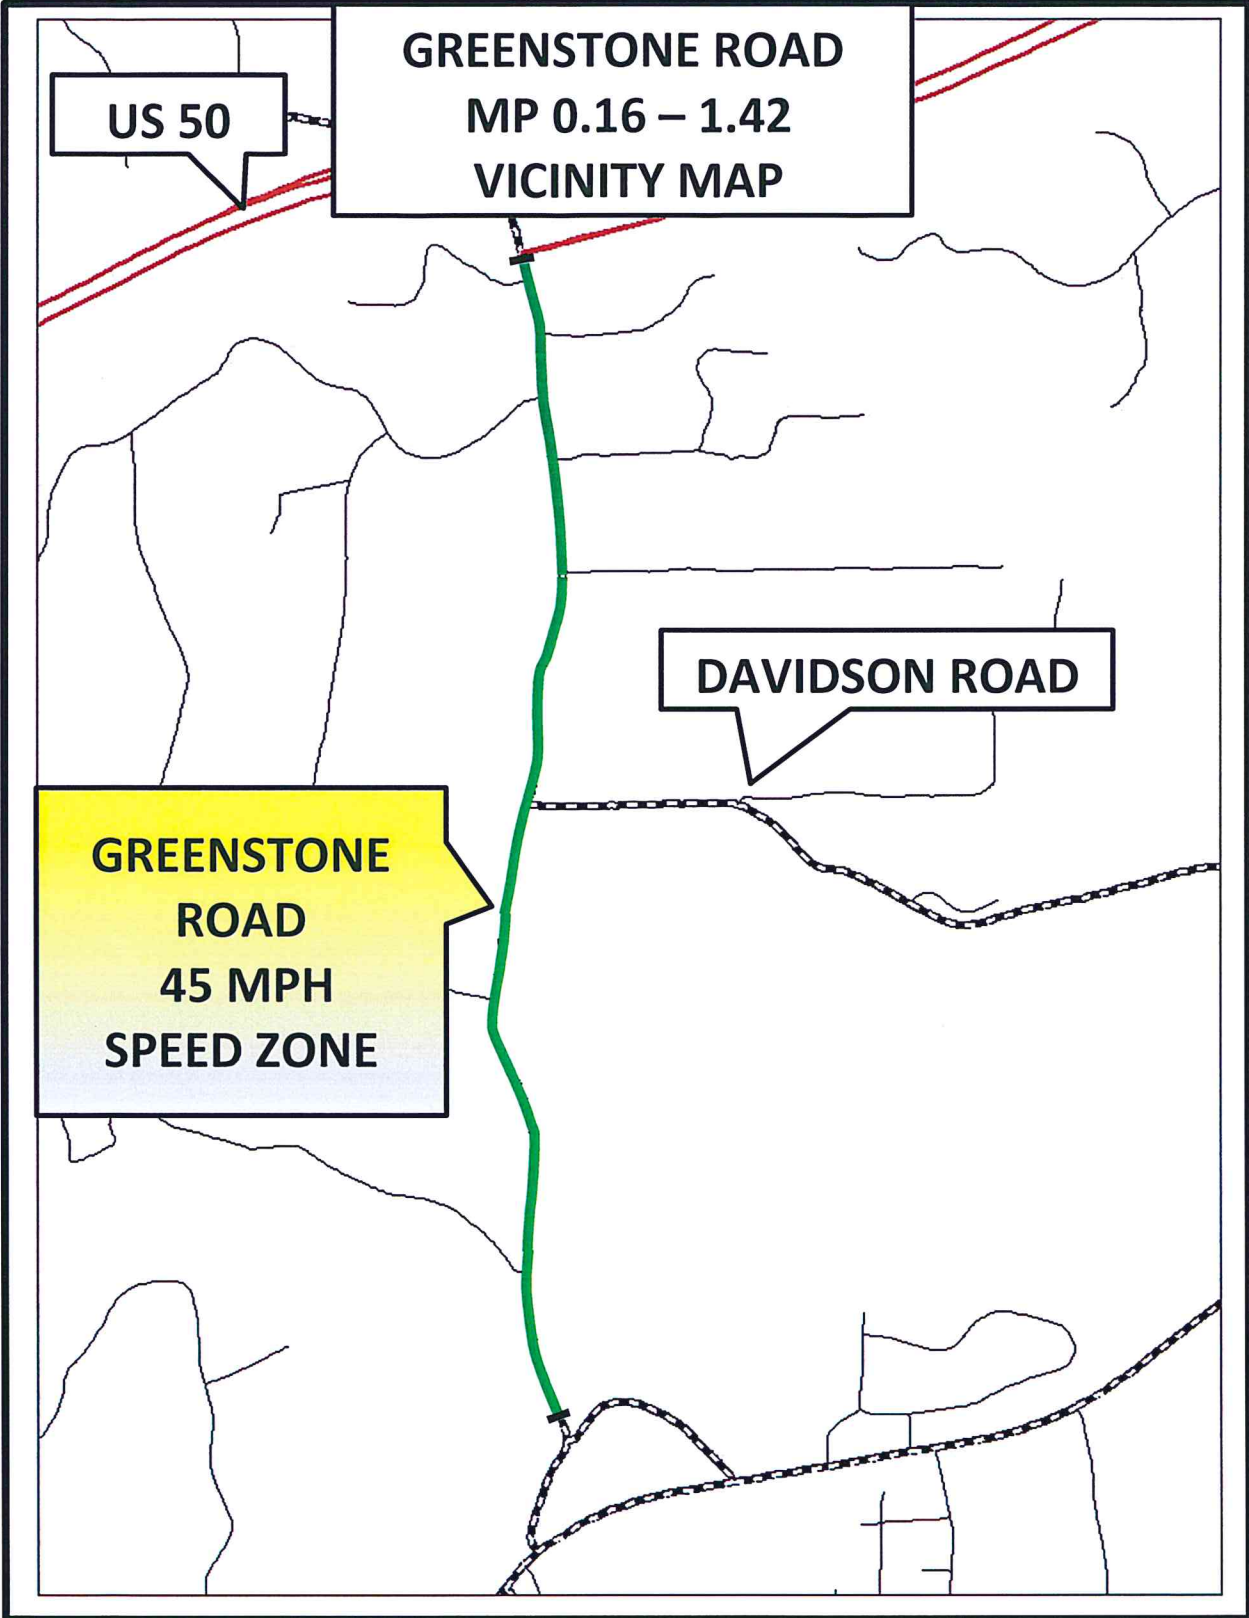 GREENSTONE ROAD
MP 0.16 – 1.42
VICINITY MAP
US 50
DAVIDSON ROAD
GREENSTONE
ROAD
45 MPH
SPEED ZONE